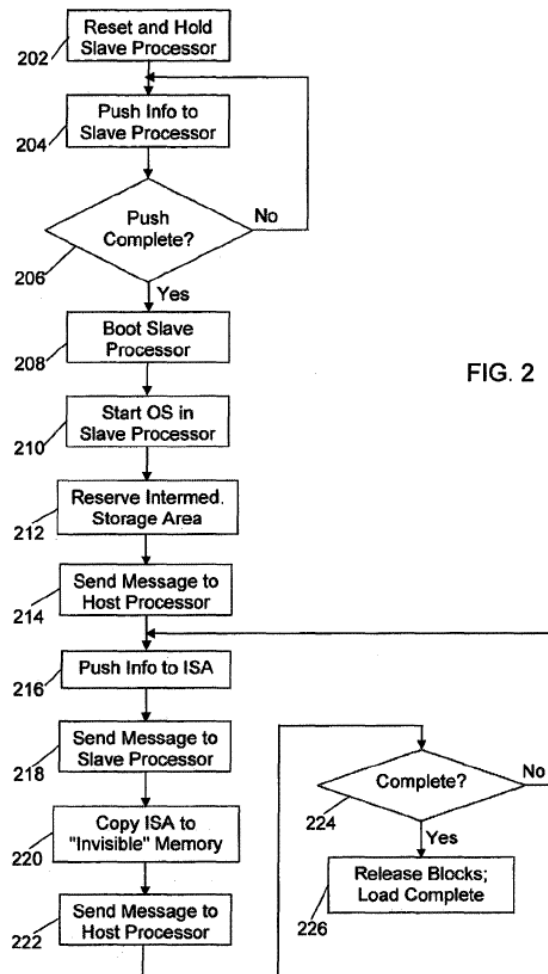 Reset and Hold
Slave Processor
202
Push Info to
Slave Processor
204
Push
Complete?
No
206
Yes
Boot Slave
Processor
208
FIG. 2
Start OS in
Slave Processor
210
Reserve Intermed.
Storage Area
212
Send Message to
Host Processor
214
Push Info to ISA
216
Send Message to
Slave Processor
218
Copy ISA to
"Invisible" Memory
220
Send Message to
Host Processor
222
Complete?
No
224
Yes
Release Blocks;
Load Complete
226